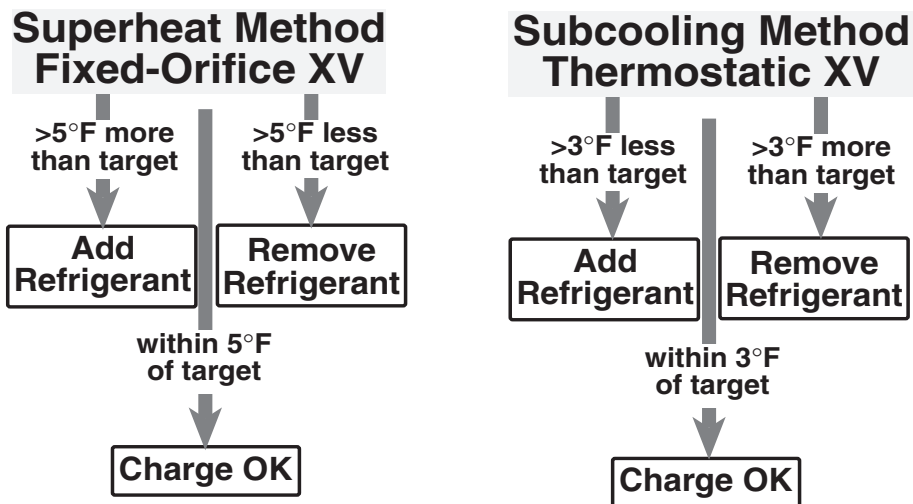 Superheat Method
Fixed-Orifice XV
>5°F more
than target
>5°F less
than target
Add
Refrigerant
Remove
Refrigerant
within 5°F
of target
Charge OK
Subcooling Method
Thermostatic XV
>3°F less
than target
>3°F more
than target
Add
Refrigerant
Remove
Refrigerant
within 3°F
of target
Charge OK